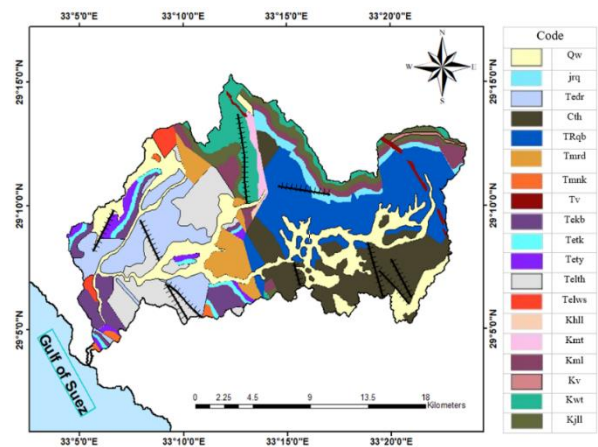 33°5'0"E 33°10'0"E 33°15'0"E 33°20'0"E
29°15'0"N
29°10'0"N
29°5'0"N
29°15'0"N
29°10'0"N
29°5'0"N
N
W E
S
Gulf of Suez
0 2.25 4.5 9 13.5 18
Kilometers
33°5'0"E 33°10'0"E 33°15'0"E 33°20'0"E
Code
Qw
jrq
Tedr
Cth
TRqb
Tmrd
Tmnk
Tv
Tekb
Tetk
Tety
Telth
Telws
Khll
Kmt
Kml
Kv
Kwt
Kjll